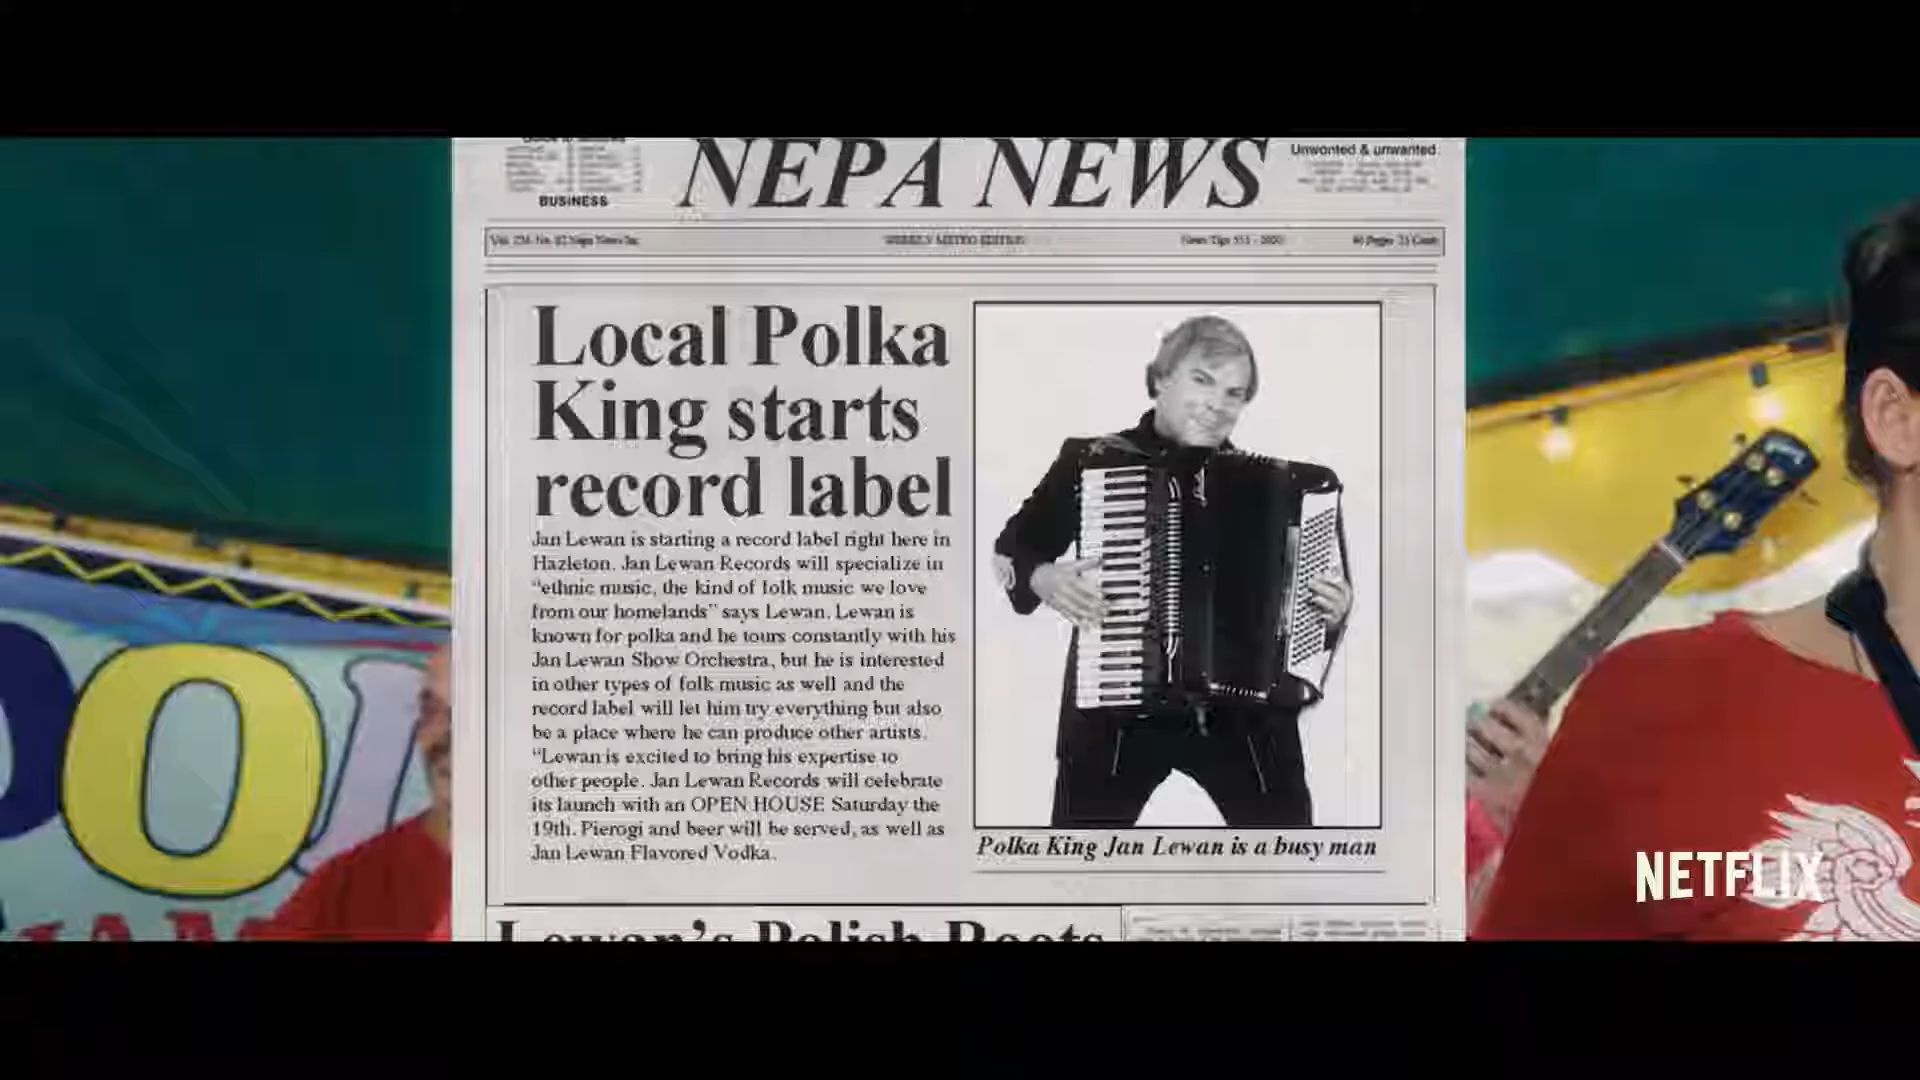 NEPA NEWS
Unwonted & unwanted
BUSINESS
WEEKLY METRO EDITION
Local Polka
King starts
record label
Jan Lewan is starting a record label right here in
Hazleton. Jan Lewan Records will specialize in
“ethnic music, the kind of folk music we love
from our homelands” says Lewan. Lewan is
known for polka and he tours constantly with his
Jan Lewan Show Orchestra, but he is interested
in other types of folk music as well and the
record label will let him try everything but also
be a place where he can produce other artists.
“Lewan is excited to bring his expertise to
other people. Jan Lewan Records will celebrate
its launch with an OPEN HOUSE Saturday the
19th. Pierogi and beer will be served, as well as
Jan Lewan Flavored Vodka.
Polka King Jan Lewan is a busy man
Lewan's Polish Roots
NETFLIX